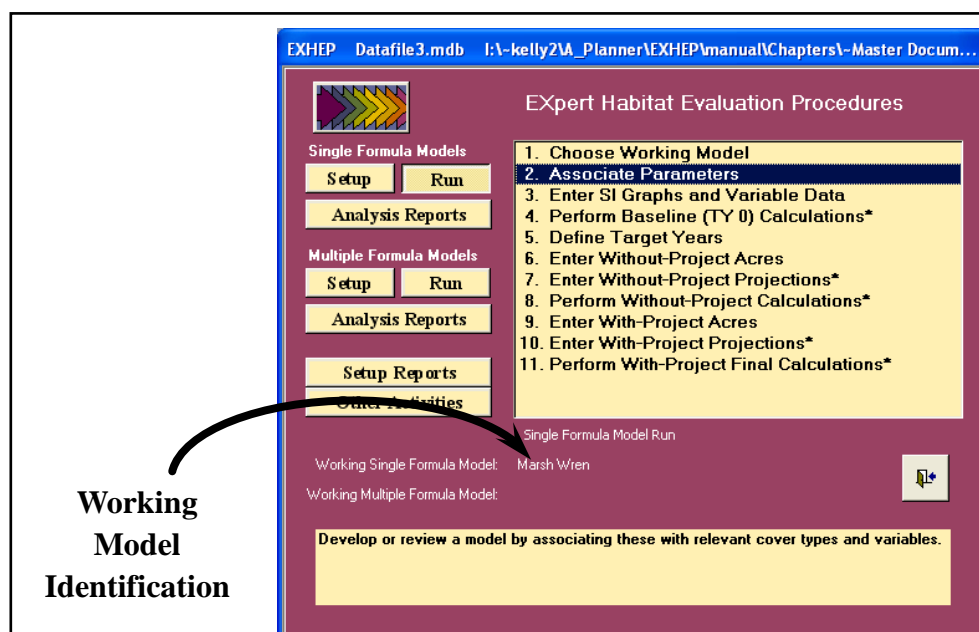 EXHEP Datafile3.mdb I:\~kelly2\A_Planner\EXHEP\manual\Chapters\~Master Docum...
EXpert Habitat Evaluation Procedures
Single Formula Models
Setup Run
Analysis Reports
Multiple Formula Models
Setup Run
Analysis Reports
Setup Reports
Other Activities
1. Choose Working Model
2. Associate Parameters
3. Enter SI Graphs and Variable Data
4. Perform Baseline (TY 0) Calculations*
5. Define Target Years
6. Enter Without-Project Acres
7. Enter Without-Project Projections*
8. Perform Without-Project Calculations*
9. Enter With-Project Acres
10. Enter With-Project Projections*
11. Perform With-Project Final Calculations*
Single Formula Model Run
Working Single Formula Model: Marsh Wren
Working Multiple Formula Model:
Develop or review a model by associating these with relevant cover types and variables.
Working
Model
Identification